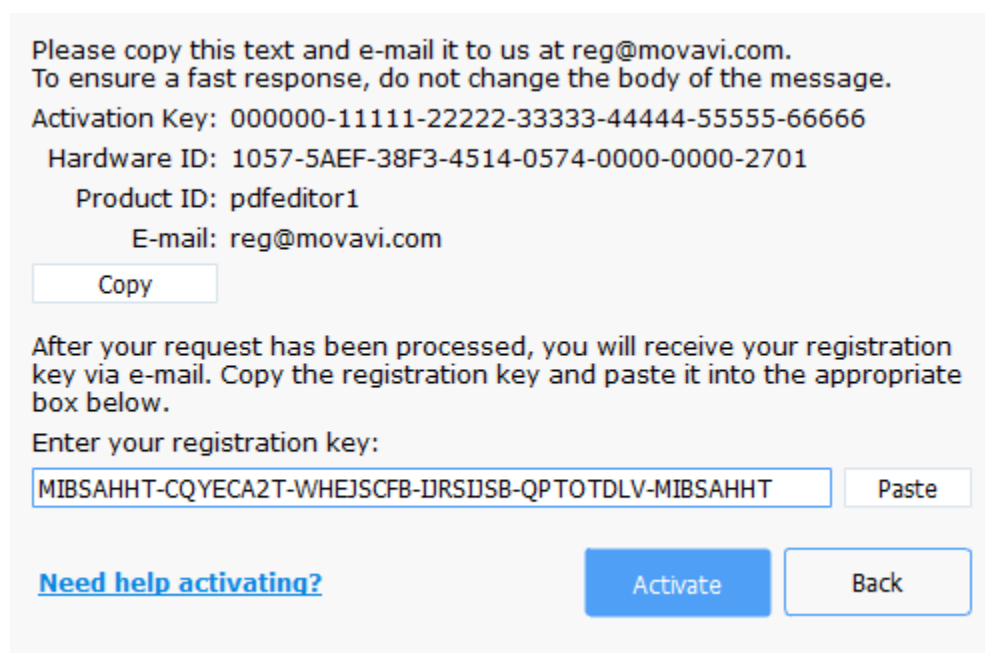 Please copy this text and e-mail it to us at reg@movavi.com.
To ensure a fast response, do not change the body of the message.
Activation Key: 000000-11111-22222-33333-44444-55555-66666
Hardware ID: 1057-5AEF-38F3-4514-0574-0000-0000-2701
Product ID: pdfeditor1
E-mail: reg@movavi.com
Copy
After your request has been processed, you will receive your registration
key via e-mail. Copy the registration key and paste it into the appropriate
box below.
Enter your registration key:
MIBSAHHT-CQYECA2T-WHEJSCFB-IJRSIJSB-QPTOTDLV-MIBSAHHT Paste
Need help activating? Activate Back